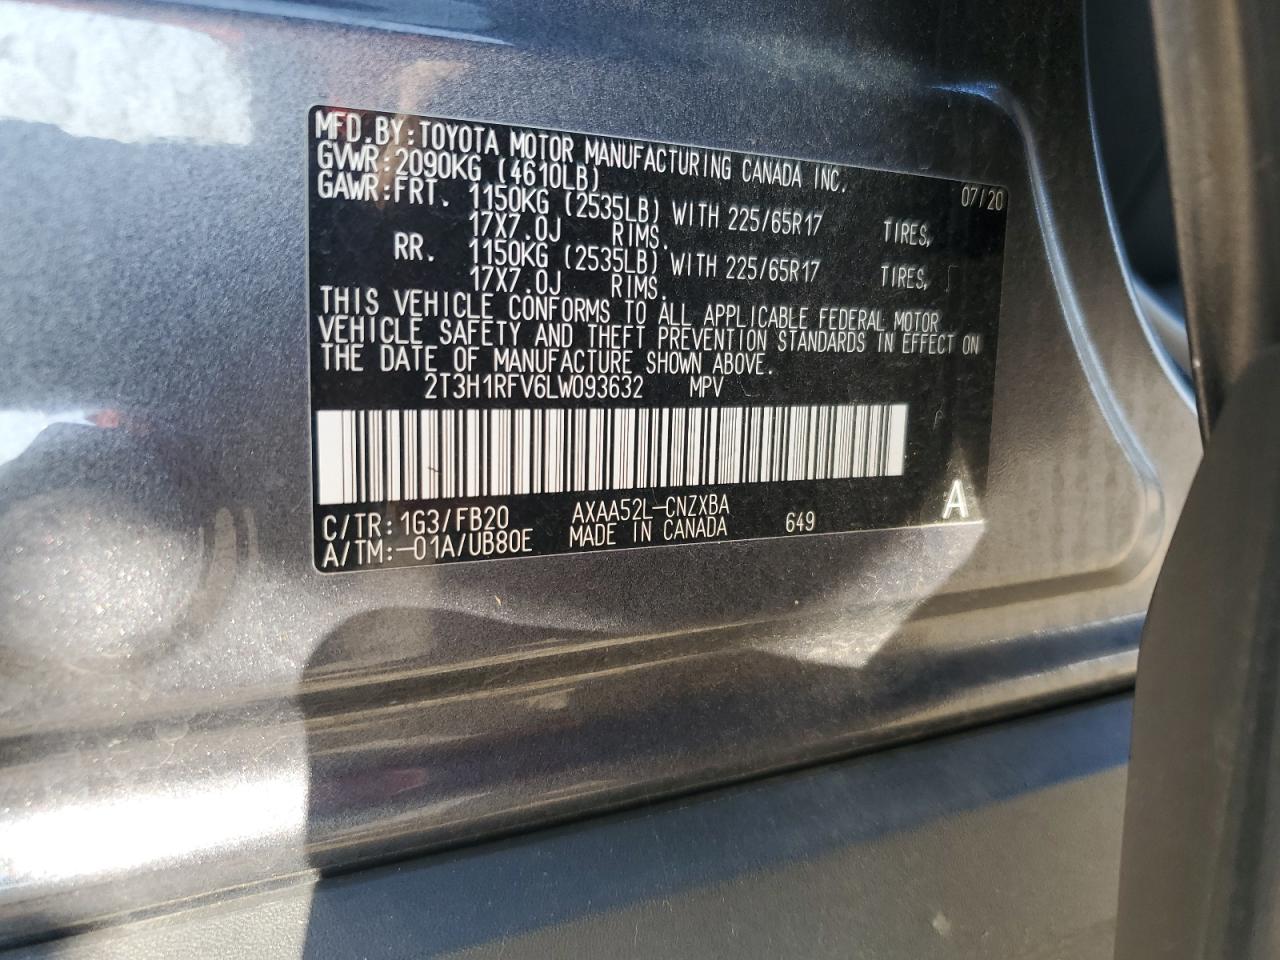 MFD.BY:TOYOTA MOTOR MANUFACTURING CANADA INC. 07/20
GVWR:2090KG (4610LB)
GAWR:FRT. 1150KG (2535LB) WITH 225/65R17 TIRES,
17X7.0J RIMS.
RR. 1150KG (2535LB) WITH 225/65R17 TIRES,
17X7.0J RIMS.
THIS VEHICLE CONFORMS TO ALL APPLICABLE FEDERAL MOTOR
VEHICLE SAFETY AND THEFT PREVENTION STANDARDS IN EFFECT ON
THE DATE OF MANUFACTURE SHOWN ABOVE.
2T3H1RFV6LW093632 MPV
C/TR:1G3/FB20 AXAA52L-CNZXBA 649 A
A/TM:-01A/UB80E MADE IN CANADA